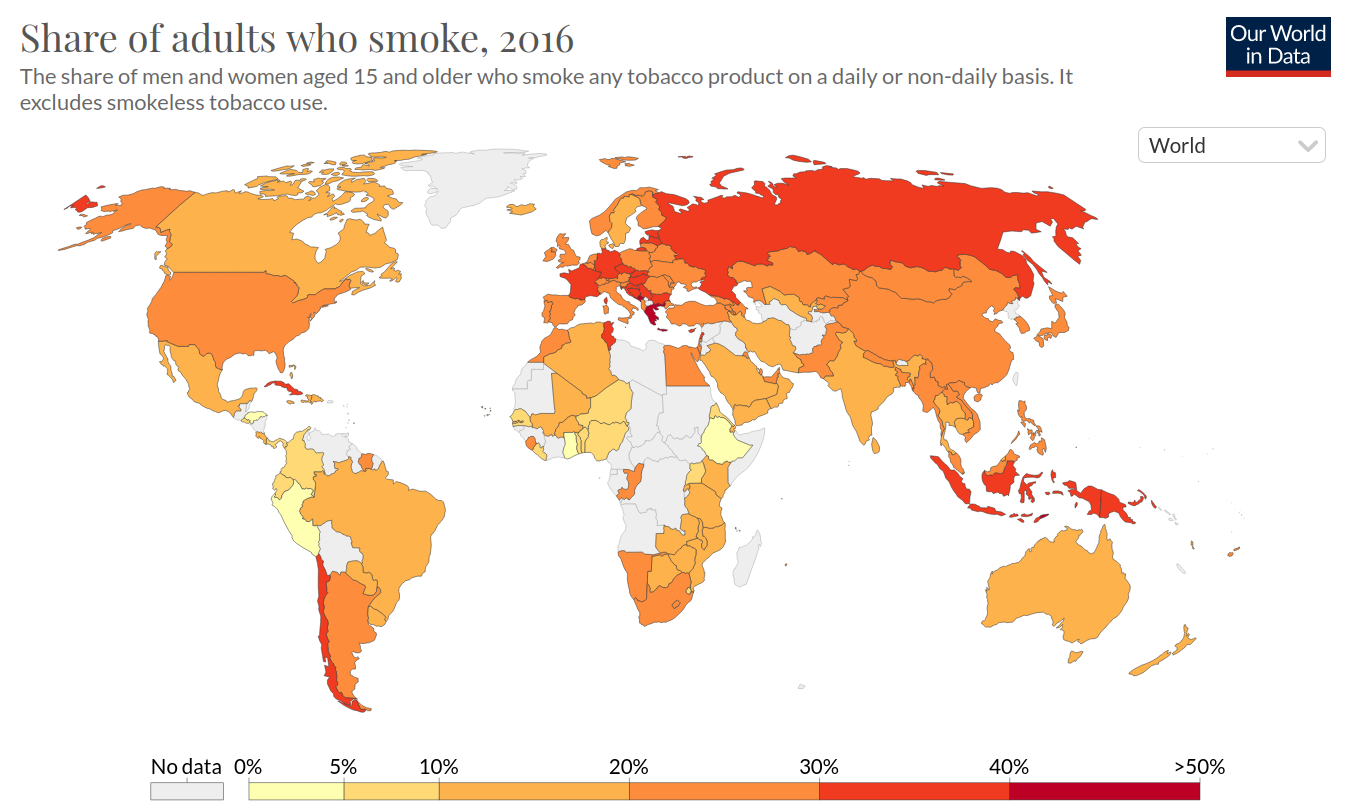 Share of adults who smoke, 2016
Our World
in Data
The share of men and women aged 15 and older who smoke any tobacco product on a daily or non-daily basis. It
excludes smokeless tobacco use.
World
No data 0% 5% 10% 20% 30% 40% >50%